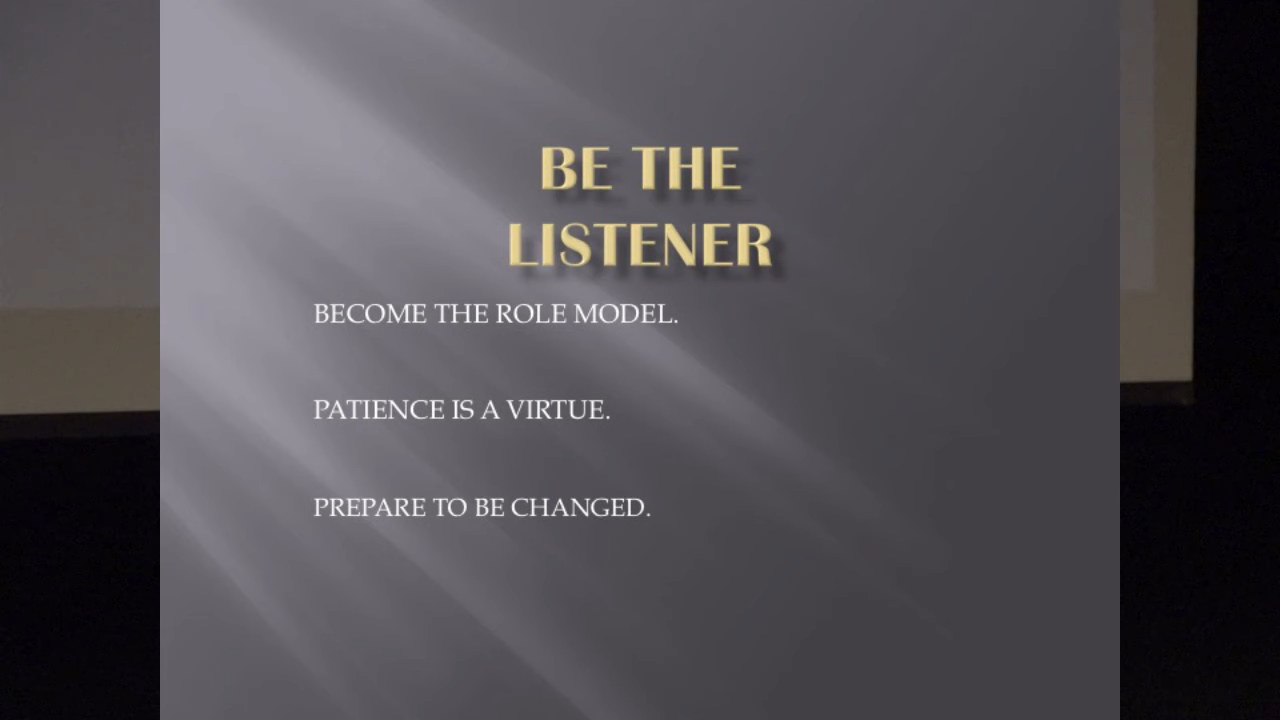 BE THE
LISTENER
BECOME THE ROLE MODEL.
PATIENCE IS A VIRTUE.
PREPARE TO BE CHANGED.